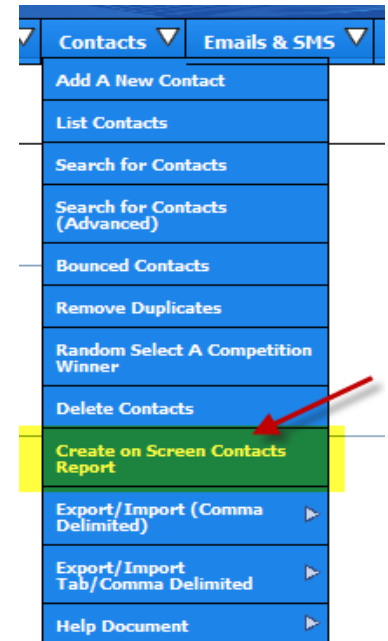 Contacts Emails & SMS
Add A New Contact
List Contacts
Search for Contacts
Search for Contacts
(Advanced)
Bounced Contacts
Remove Duplicates
Random Select A Competition
Winner
Delete Contacts
Create on Screen Contacts
Report
Export/Import (Comma
Delimited)
Export/Import
Tab/Comma Delimited
Help Document